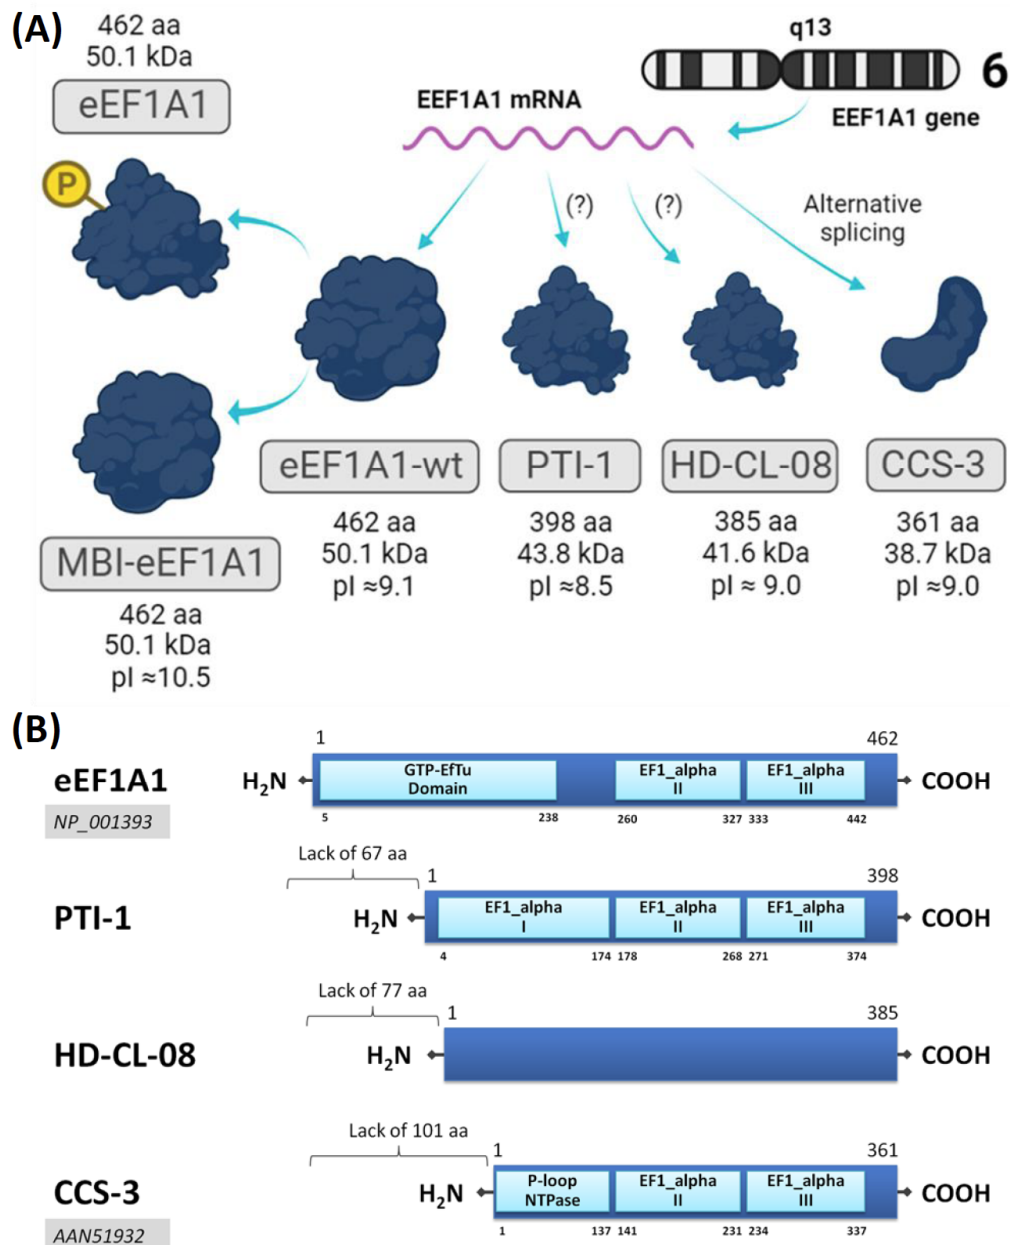 (A)
462 aa
50.1 kDa
eEF1A1
P
q13
6
EEF1A1 mRNA
EEF1A1 gene
(?)
(?)
Alternative
splicing
eEF1A1-wt
462 aa
50.1 kDa
pI ≈9.1
PTI-1
398 aa
43.8 kDa
pI ≈8.5
HD-CL-08
385 aa
41.6 kDa
pI ≈ 9.0
CCS-3
361 aa
38.7 kDa
pI ≈9.0
MBI-eEF1A1
462 aa
50.1 kDa
pI ≈10.5
(B)
1 462
eEF1A1
NP_001393
H₂N
GTP-EfTu
Domain
EF1_alpha
II
EF1_alpha
III
COOH
5 238 260 327 333 442
Lack of 67 aa
1 398
PTI-1
H₂N
EF1_alpha
I
EF1_alpha
II
EF1_alpha
III
COOH
4 174 178 268 271 374
Lack of 77 aa
1 385
HD-CL-08
H₂N
COOH
Lack of 101 aa
1 361
CCS-3
AAN51932
H₂N
P-loop
NTPase
EF1_alpha
II
EF1_alpha
III
COOH
1 137 141 231 234 337